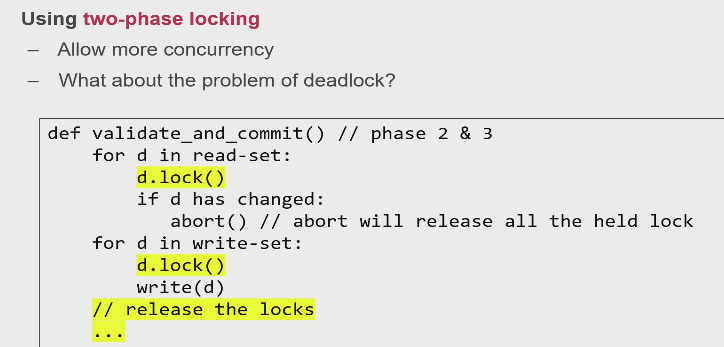 Using two-phase locking
– Allow more concurrency
– What about the problem of deadlock?
def validate_and_commit() // phase 2 & 3
    for d in read-set:
        d.lock()
        if d has changed:
           abort() // abort will release all the held lock
    for d in write-set:
        d.lock()
        write(d)
    // release the locks
    ...